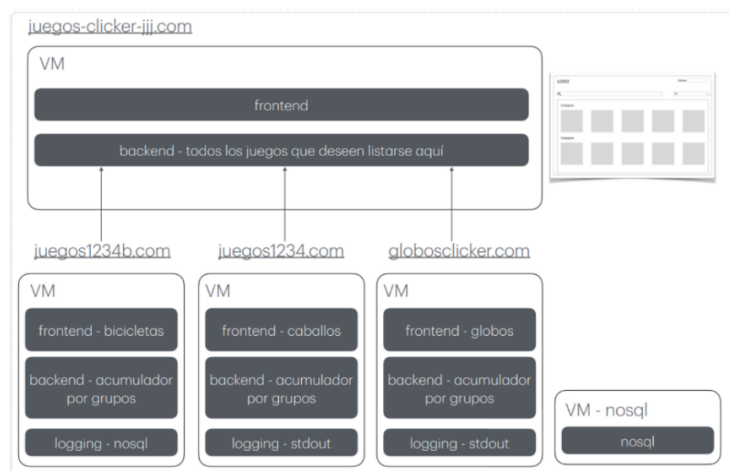 juegos-clicker-jjj.com
VM
frontend
backend - todos los juegos que deseen listarse aquí
LOGO
juegos1234b.com
juegos1234.com
globosclicker.com
VM
frontend - bicicletas
backend - acumulador
por grupos
logging - nosql
VM
frontend - caballos
backend - acumulador
por grupos
logging - stdout
VM
frontend - globos
backend - acumulador
por grupos
logging - stdout
VM - nosql
nosql